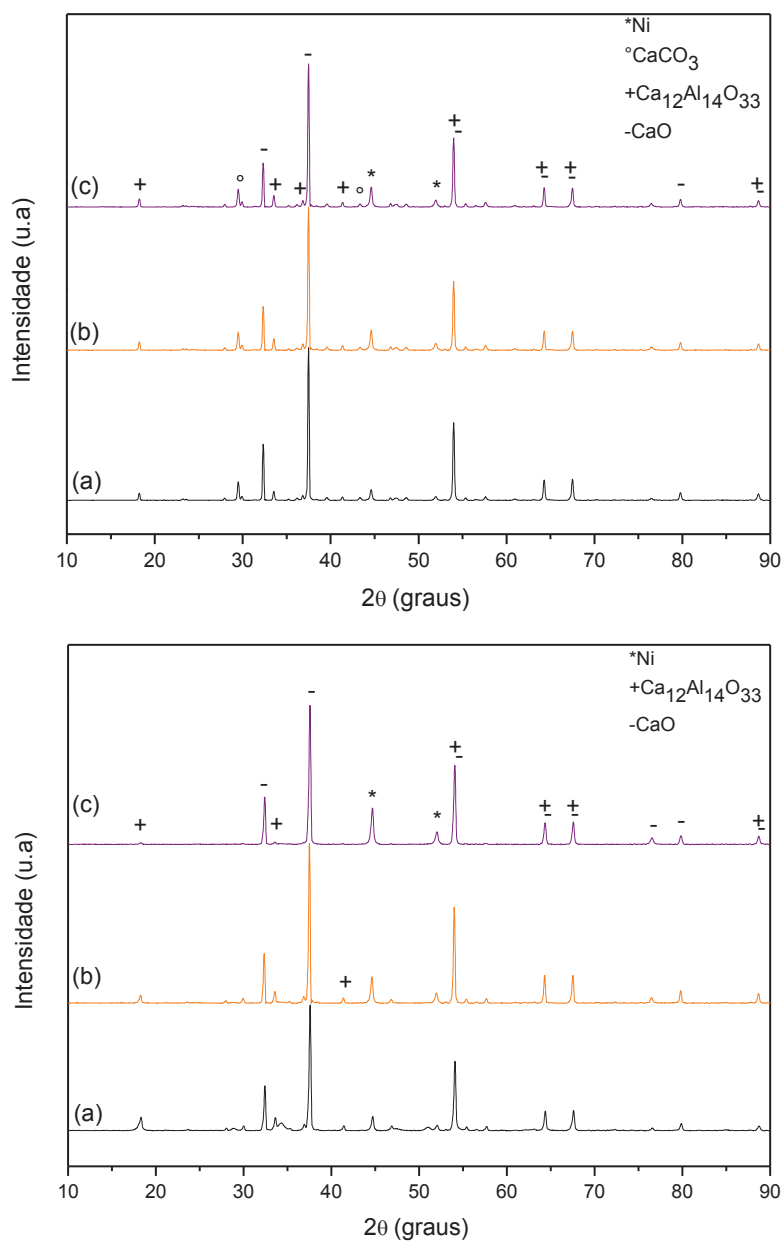 *Ni
°CaCO₃
+Ca₁₂Al₁₄O₃₃
-CaO
(c)
(b)
(a)
+ ° - + + - + ° * * + - + - + - - + -
Intensidade (u.a)
10 20 30 40 50 60 70 80 90
2θ (graus)
*Ni
+Ca₁₂Al₁₄O₃₃
-CaO
(c)
+ - + - * * + - + - + - - - + -
(b)
+
(a)
Intensidade (u.a)
10 20 30 40 50 60 70 80 90
2θ (graus)